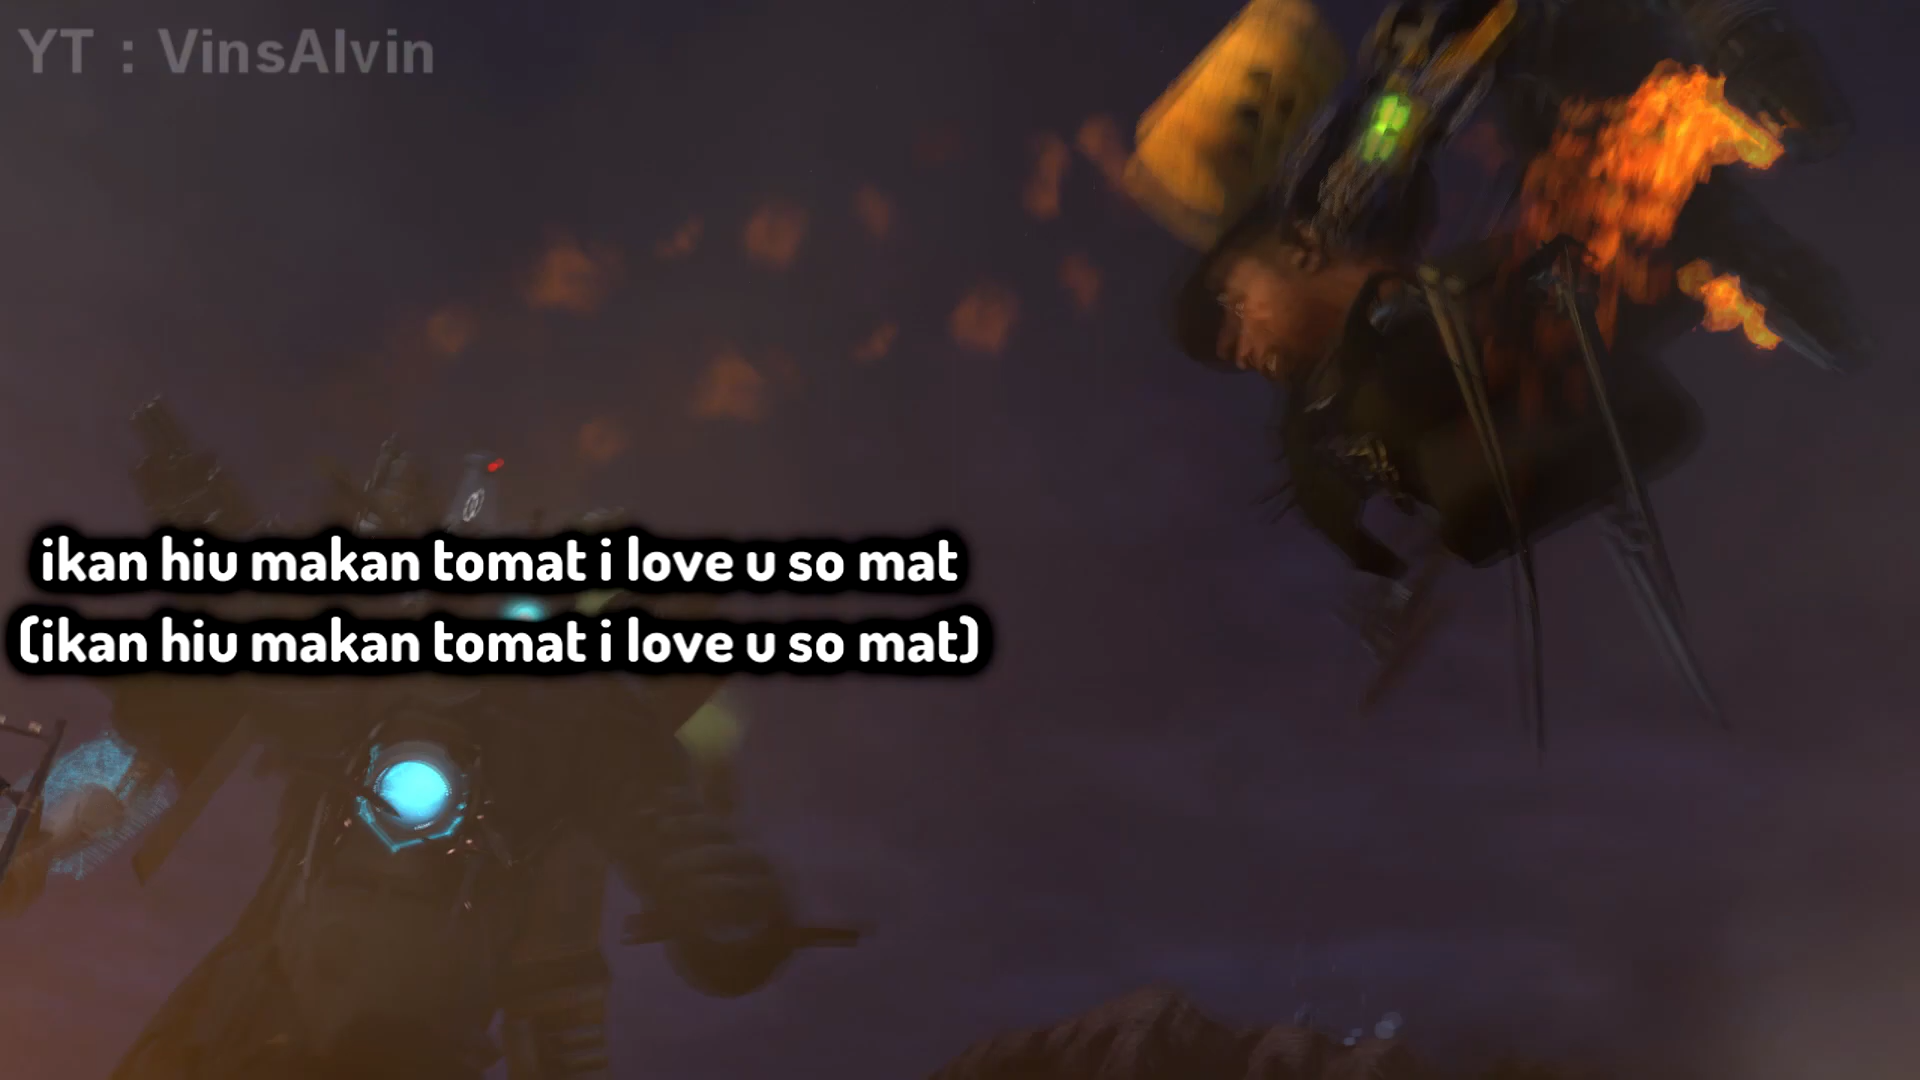 YT : VinsAlvin
ikan hiu makan tomat i love u so mat
(ikan hiu makan tomat i love u so mat)